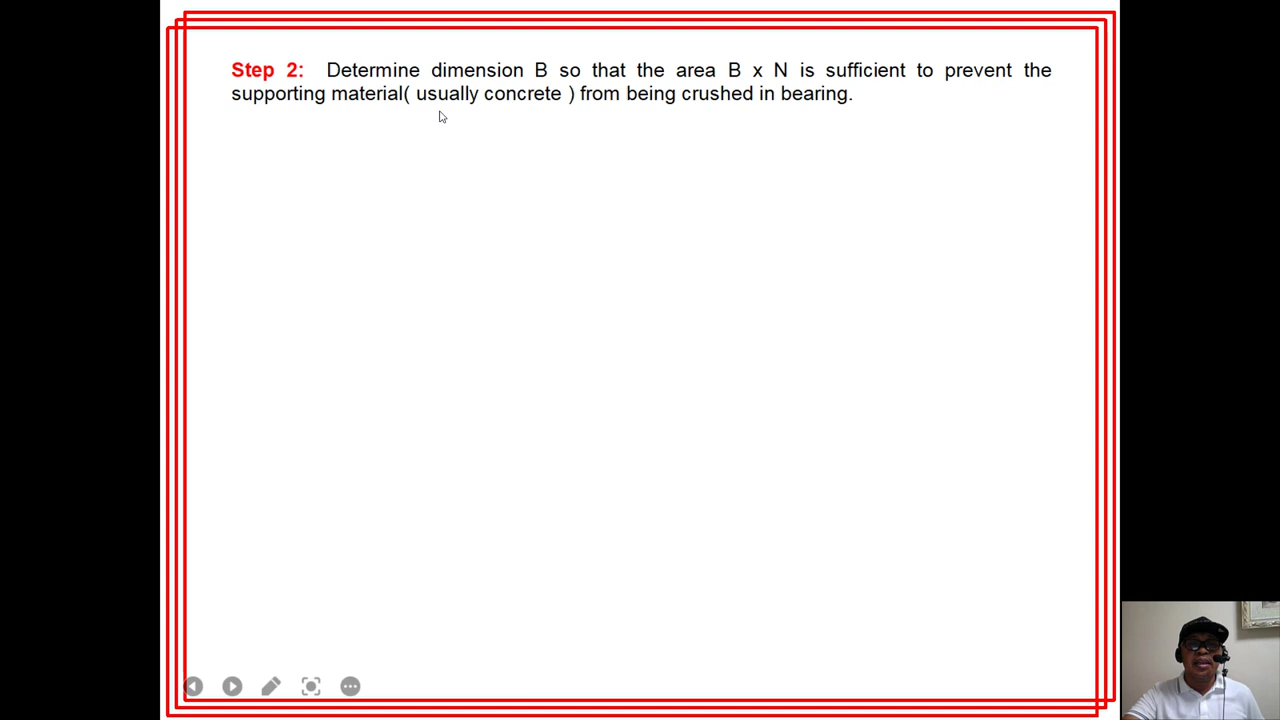 Step 2: Determine dimension B so that the area B x N is sufficient to prevent the
supporting material( usually concrete ) from being crushed in bearing.